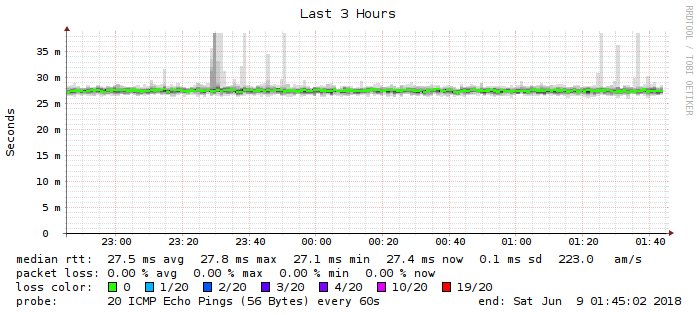 Last 3 Hours
RRDTOOL / TOBI OETIKER
Seconds
35 m
30 m
25 m
20 m
15 m
10 m
5 m
0
23:00 23:20 23:40 00:00 00:20 00:40 01:00 01:20 01:40
median rtt: 27.5 ms avg 27.8 ms max 27.1 ms min 27.4 ms now 0.1 ms sd 223.0 am/s
packet loss: 0.00 % avg 0.00 % max 0.00 % min 0.00 % now
loss color: 0 1/20 2/20 3/20 4/20 10/20 19/20
probe: 20 ICMP Echo Pings (56 Bytes) every 60s end: Sat Jun 9 01:45:02 2018